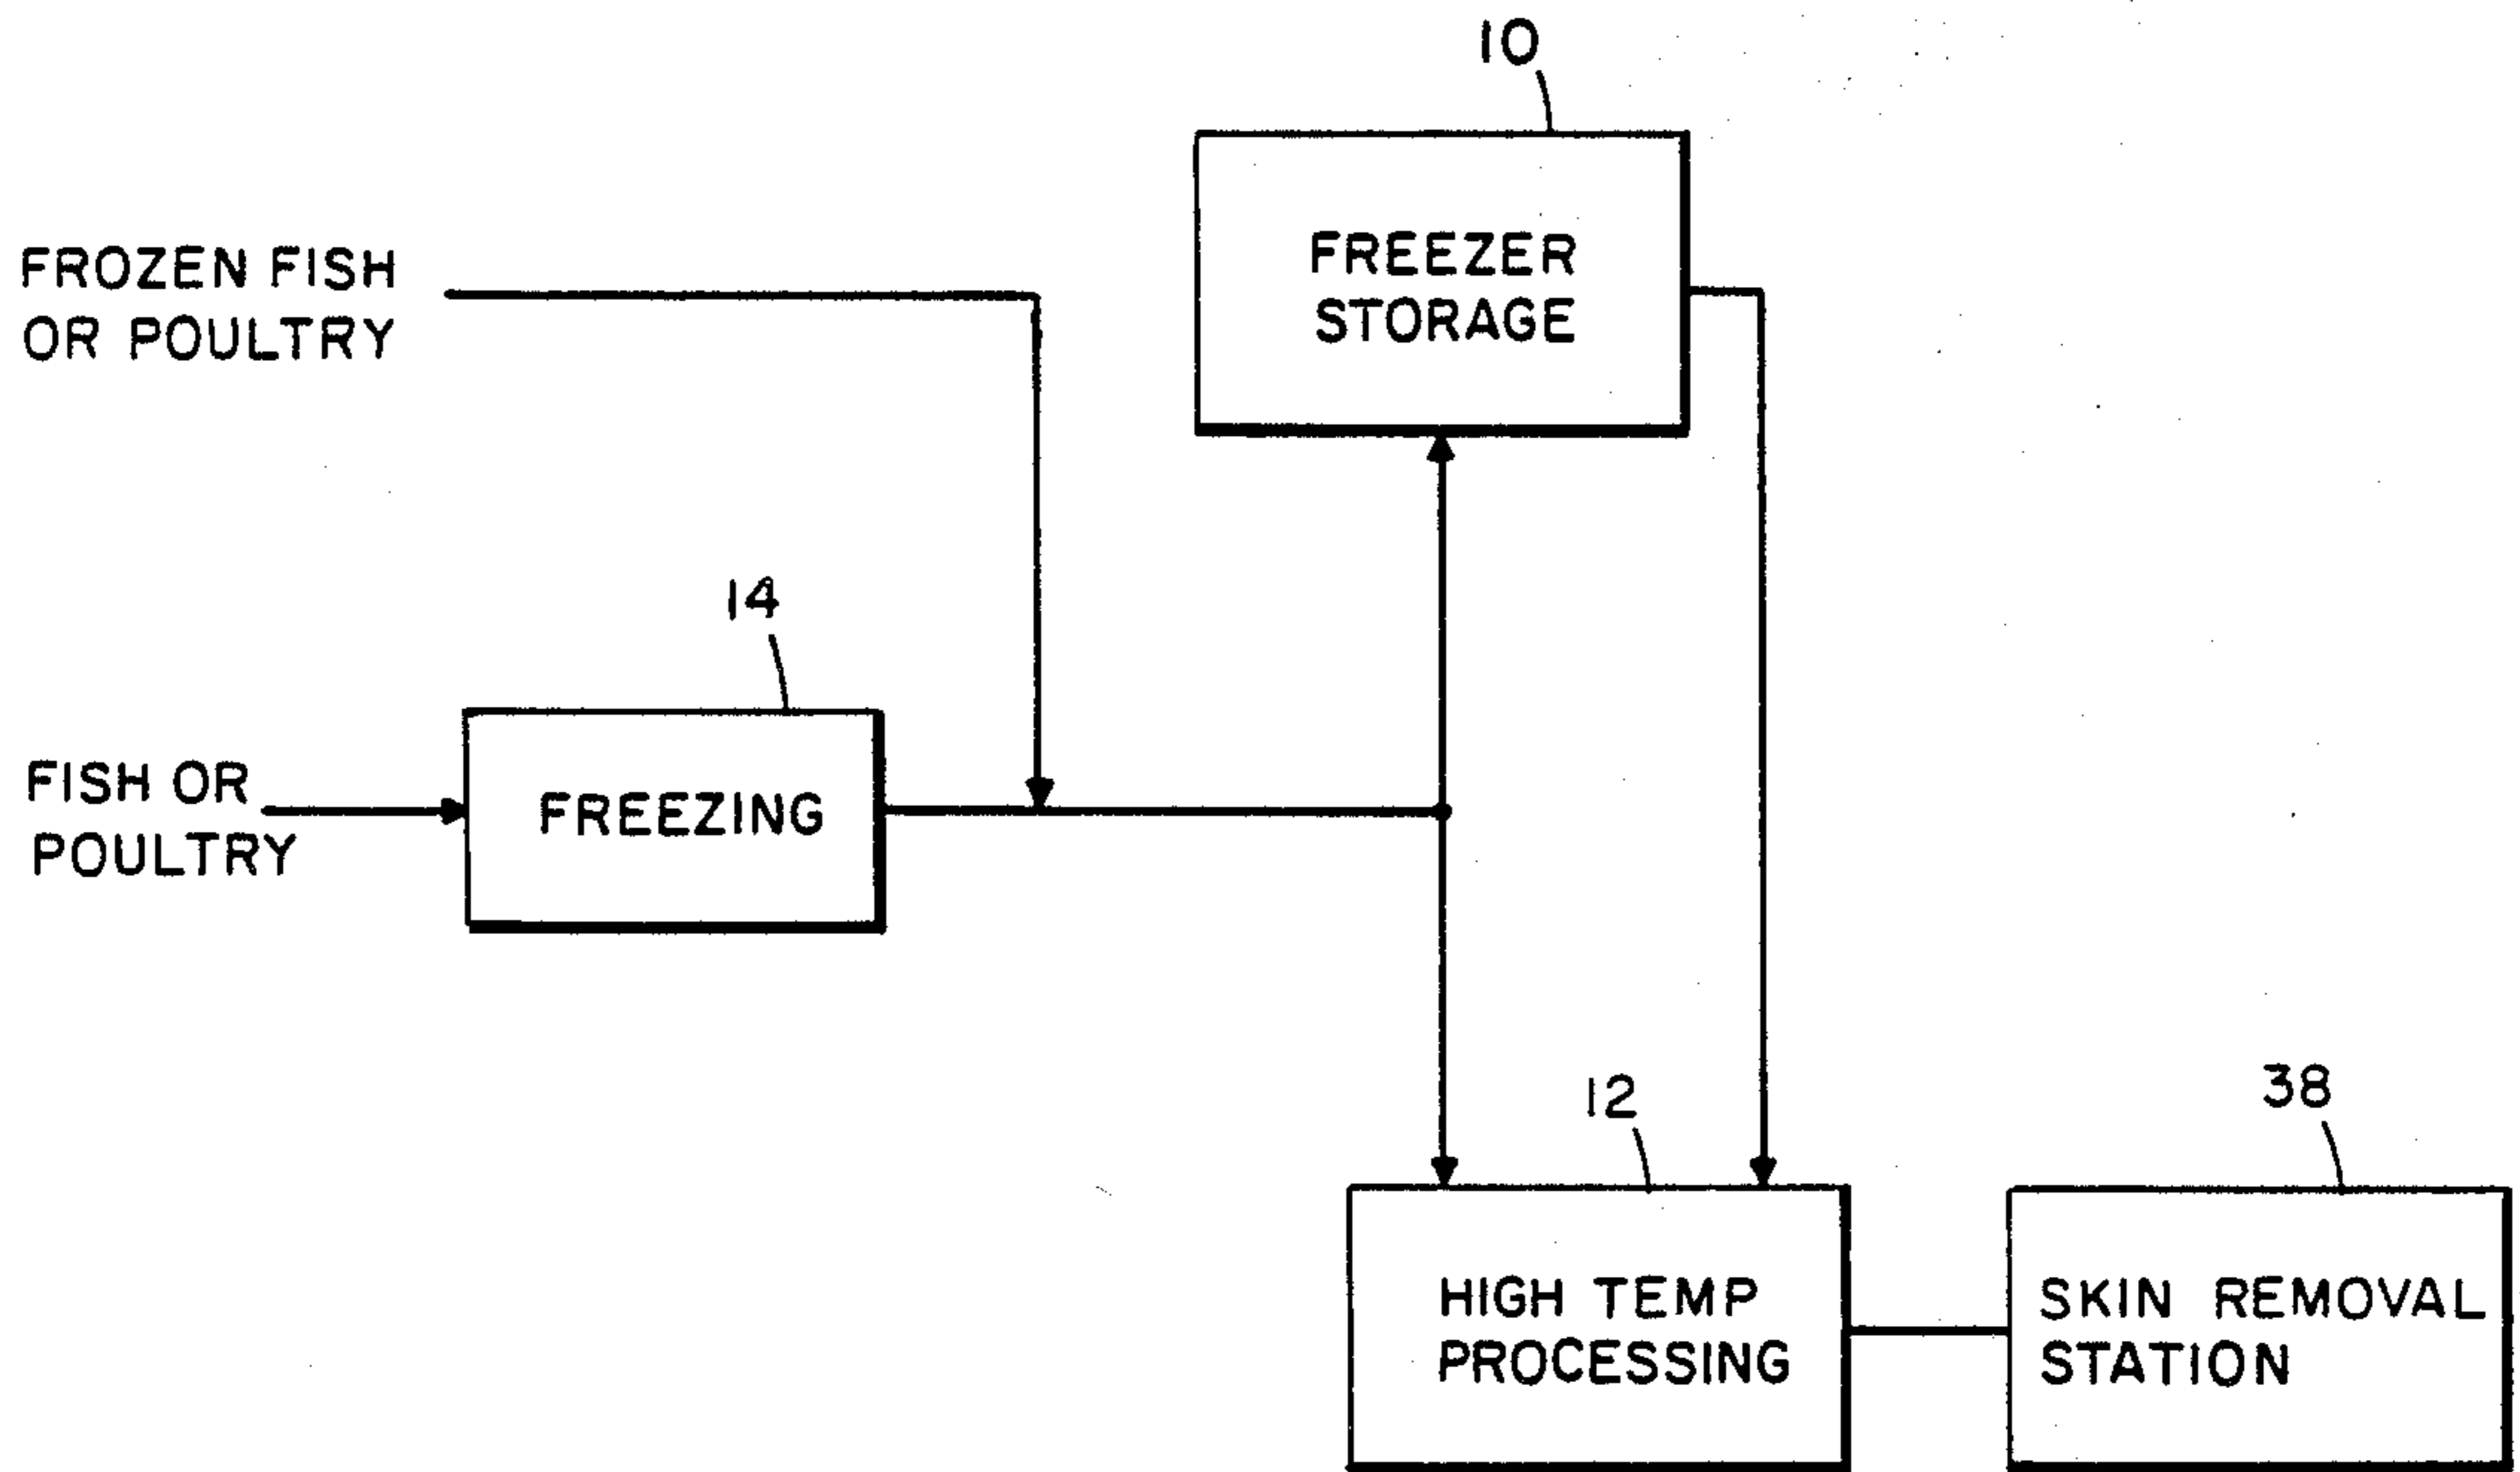 10
FREEZER
STORAGE
FROZEN FISH
OR POULTRY
14
FISH OR
POULTRY
FREEZING
12
38
HIGH TEMP
PROCESSING
SKIN REMOVAL
STATION